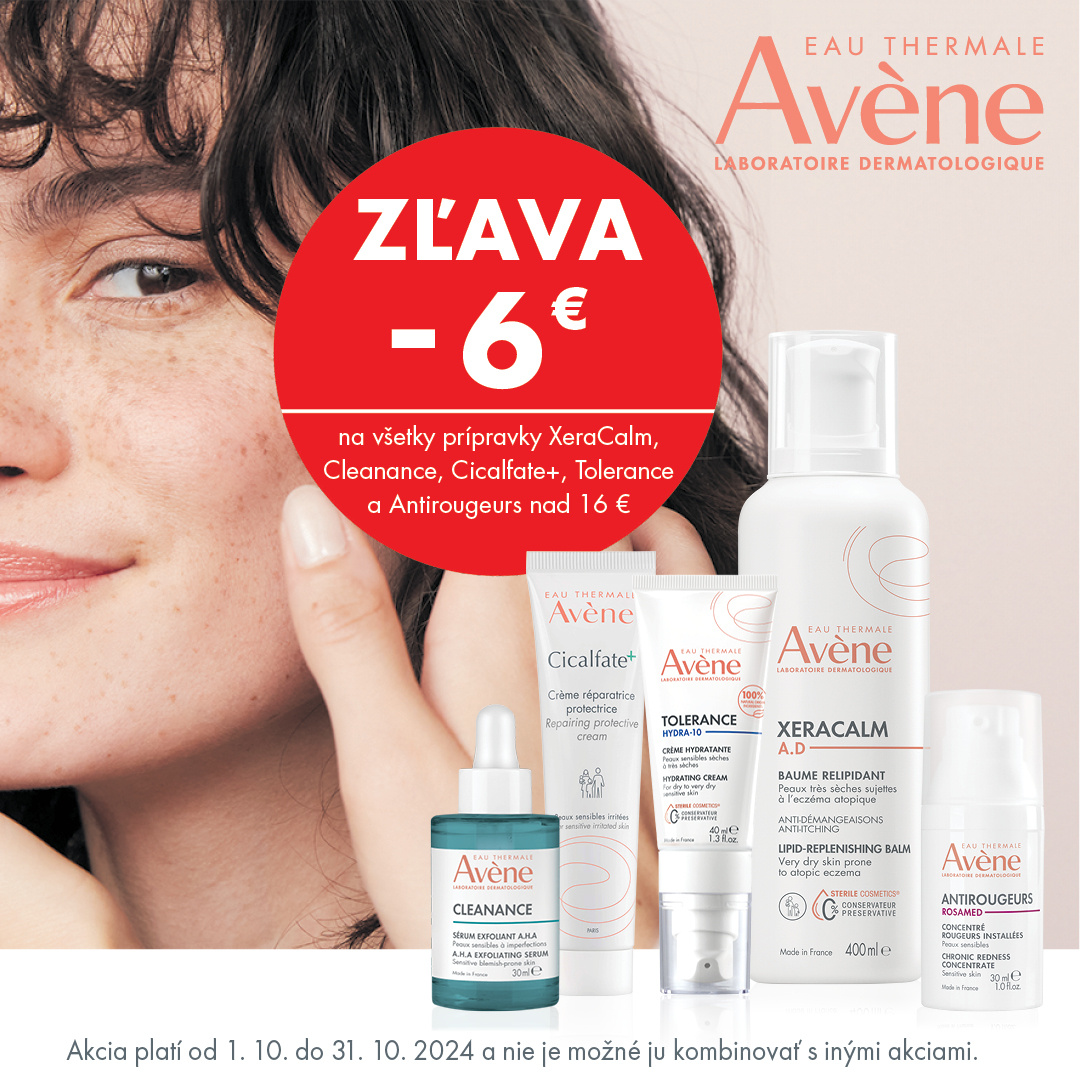 EAU THERMALE
Avène
LABORATOIRE DERMATOLOGIQUE
ZĽAVA
- 6 €
na všetky prípravky XeraCalm,
Cleanance, Cicalfate+, Tolerance
a Antirougeurs nad 16 €
EAU THERMALE
Avène
Cicalfate+
Crème réparatrice
protectrice
Repairing protective
cream
sensibles irritées
sensitive irritated skin
PARIS
EAU THERMALE
Avène
LABORATOIRE DERMATOLOGIQUE
100%
TOLERANCE
HYDRA-10
CRÈME HYDRATANTE
Peaux sensibles sèches
à très sèches
HYDRATING CREAM
For dry to very dry
sensitive skin
STERILE COSMETICS®
0% CONSERVATEUR
PRESERVATIVE
40 ml ℮
1.3 fl.oz.
Made in France
EAU THERMALE
Avène
LABORATOIRE DERMATOLOGIQUE
XERACALM
A.D
BAUME RELIPIDANT
Peaux très sèches sujettes
à l'eczéma atopique
ANTI-DÉMANGEAISONS
ANTI-ITCHING
LIPID-REPLENISHING BALM
Very dry skin prone
to atopic eczema
STERILE COSMETICS®
0% CONSERVATEUR
PRESERVATIVE
Made in France 400 ml ℮
EAU THERMALE
Avène
LABORATOIRE DERMATOLOGIQUE
CLEANANCE
SÉRUM EXFOLIANT A.H.A
Peaux sensibles à imperfections
A.H.A EXFOLIATING SERUM
Sensitive blemish-prone skin
Made in France 30 ml ℮
EAU THERMALE
Avène
LABORATOIRE DERMATOLOGIQUE
ANTIROUGEURS
ROSAMED
CONCENTRÉ
ROUGEURS INSTALLÉES
Peaux sensibles
CHRONIC REDNESS
CONCENTRATE
Sensitive skin
30 ml ℮
Made in France 1.0 fl.oz.
Akcia platí od 1. 10. do 31. 10. 2024 a nie je možné ju kombinovať s inými akciami.